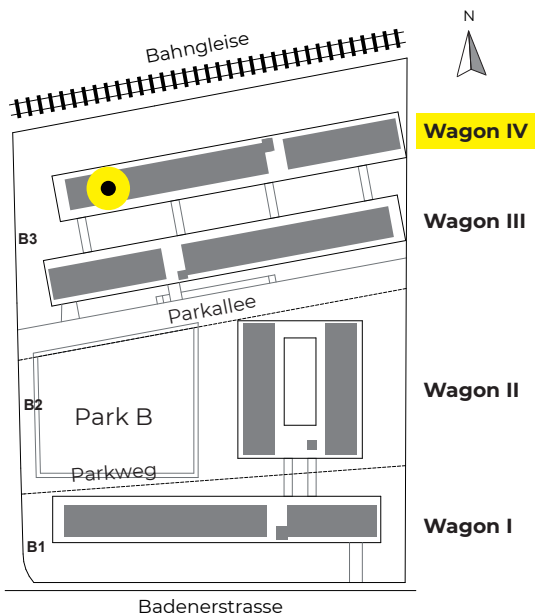 N
Bahngleise
Wagon IV
B3
Wagon III
Parkallee
B2
Park B
Wagon II
Parkweg
B1
Wagon I
Badenerstrasse